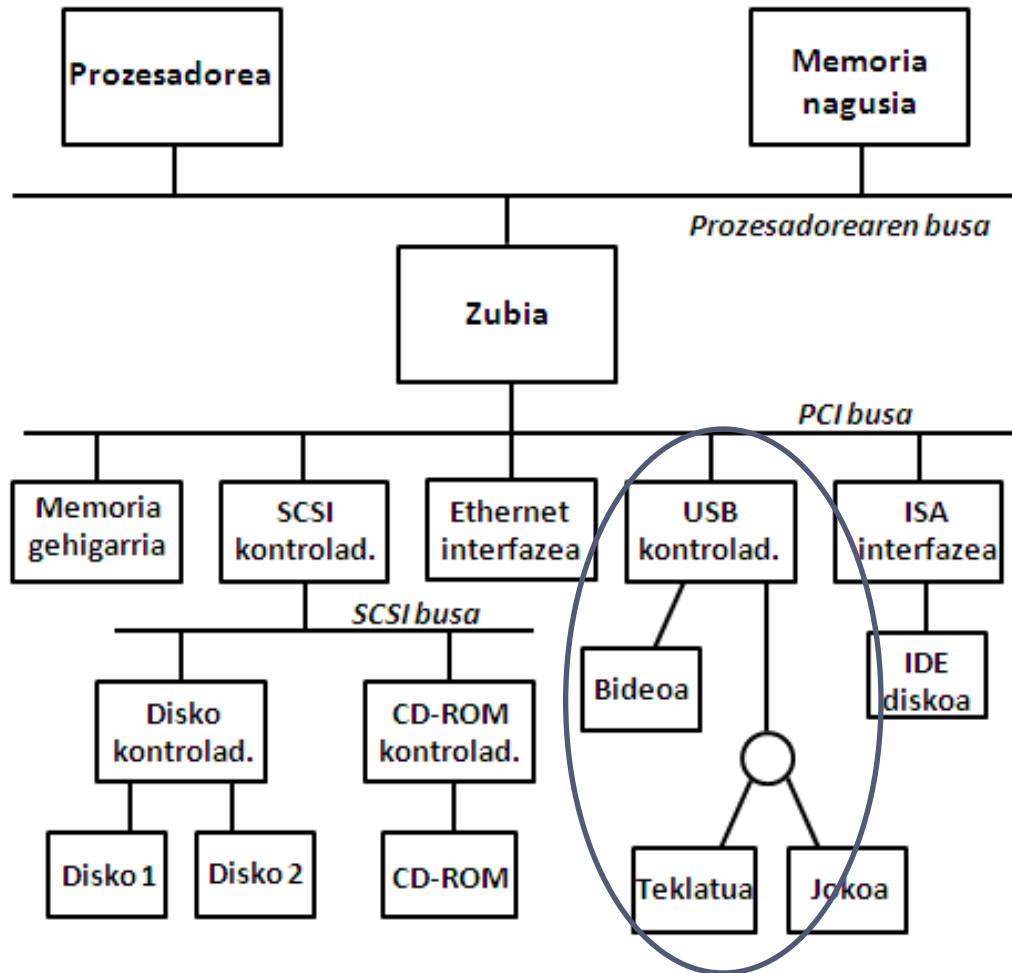 Prozesadorea
Memoria
nagusia
Prozesadorearen busa
Zubia
PCI busa
Memoria
gehigarria
SCSI
kontrolad.
Ethernet
interfazea
USB
kontrolad.
ISA
interfazea
SCSI busa
Disko
kontrolad.
CD-ROM
kontrolad.
Bideoa
IDE
diskoa
Disko 1
Disko 2
CD-ROM
Teklatua
Jokoa